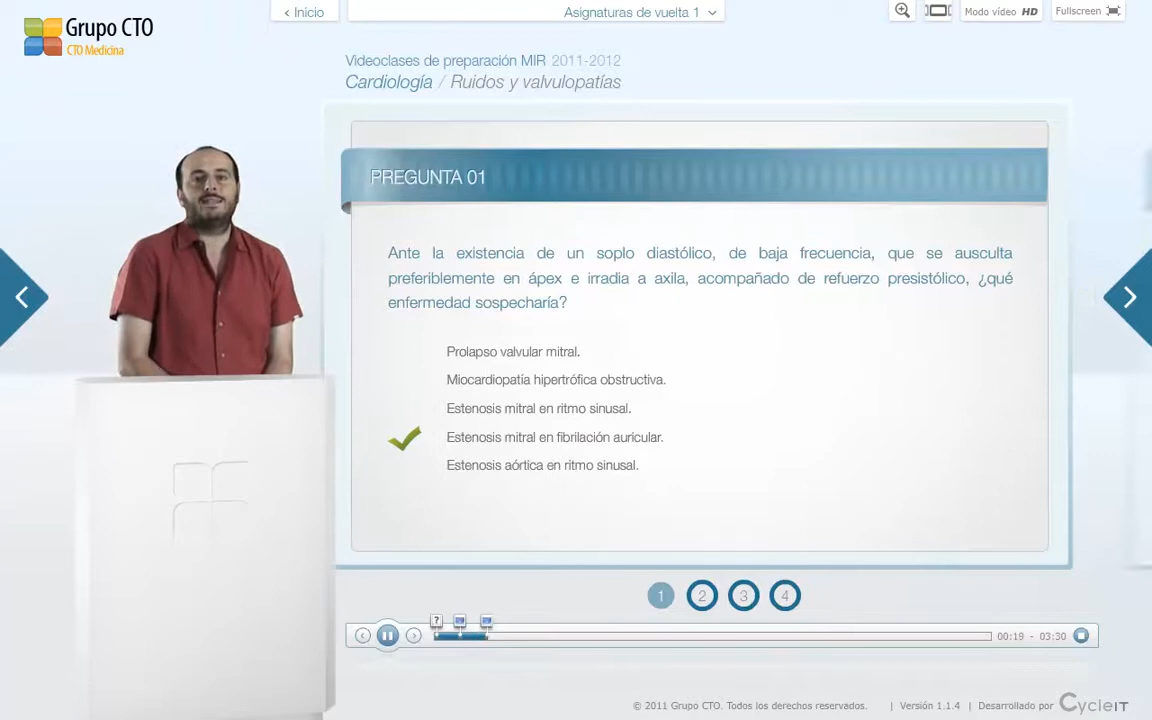 Grupo CTO
CTO Medicina
‹ Inicio
Asignaturas de vuelta 1
Modo vídeo HD
Fullscreen
Videoclases de preparación MIR 2011-2012
Cardiología / Ruidos y valvulopatías
PREGUNTA 01
Ante la existencia de un soplo diastólico, de baja frecuencia, que se ausculta
preferiblemente en ápex e irradia a axila, acompañado de refuerzo presistólico, ¿qué
enfermedad sospecharía?
Prolapso valvular mitral.
Miocardiopatía hipertrófica obstructiva.
Estenosis mitral en ritmo sinusal.
Estenosis mitral en fibrilación auricular.
Estenosis aórtica en ritmo sinusal.
1 2 3 4
?
00:19 - 03:30
© 2011 Grupo CTO. Todos los derechos reservados. | Versión 1.1.4 | Desarrollado por CycleIT